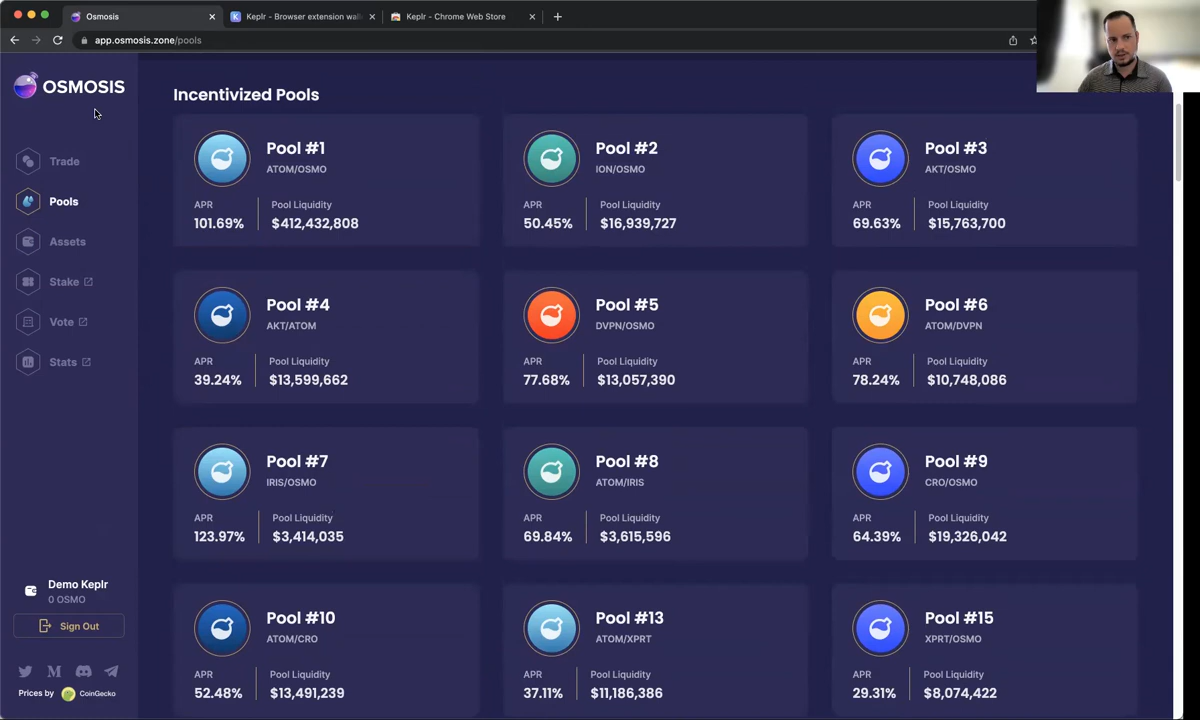 Osmosis
Keplr - Browser extension wall
Keplr - Chrome Web Store
app.osmosis.zone/pools
OSMOSIS
Trade
Pools
Assets
Stake
Vote
Stats
Demo Keplr
0 OSMO
Sign Out
Prices by CoinGecko
Incentivized Pools
Pool #1
ATOM/OSMO
APR
101.69%
Pool Liquidity
$412,432,808
Pool #2
ION/OSMO
APR
50.45%
Pool Liquidity
$16,939,727
Pool #3
AKT/OSMO
APR
69.63%
Pool Liquidity
$15,763,700
Pool #4
AKT/ATOM
APR
39.24%
Pool Liquidity
$13,599,662
Pool #5
DVPN/OSMO
APR
77.68%
Pool Liquidity
$13,057,390
Pool #6
ATOM/DVPN
APR
78.24%
Pool Liquidity
$10,748,086
Pool #7
IRIS/OSMO
APR
123.97%
Pool Liquidity
$3,414,035
Pool #8
ATOM/IRIS
APR
69.84%
Pool Liquidity
$3,615,596
Pool #9
CRO/OSMO
APR
64.39%
Pool Liquidity
$19,326,042
Pool #10
ATOM/CRO
APR
52.48%
Pool Liquidity
$13,491,239
Pool #13
ATOM/XPRT
APR
37.11%
Pool Liquidity
$11,186,386
Pool #15
XPRT/OSMO
APR
29.31%
Pool Liquidity
$8,074,422